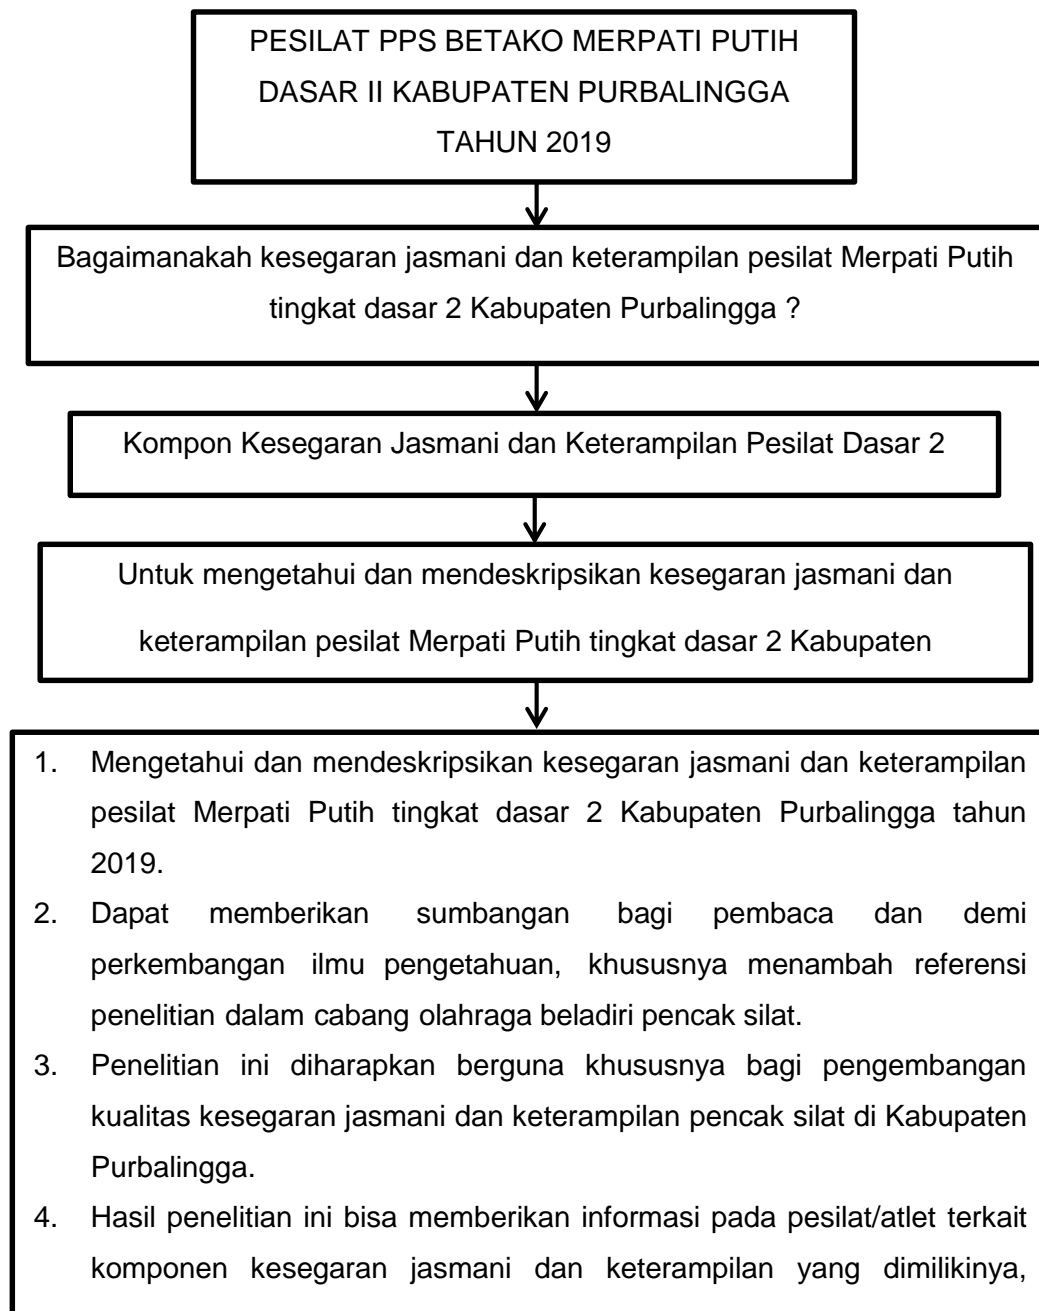 PESILAT PPS BETAKO MERPATI PUTIH
DASAR II KABUPATEN PURBALINGGA
TAHUN 2019
Bagaimanakah kesegaran jasmani dan keterampilan pesilat Merpati Putih
tingkat dasar 2 Kabupaten Purbalingga ?
Kompon Kesegaran Jasmani dan Keterampilan Pesilat Dasar 2
Untuk mengetahui dan mendeskripsikan kesegaran jasmani dan
keterampilan pesilat Merpati Putih tingkat dasar 2 Kabupaten
1. Mengetahui dan mendeskripsikan kesegaran jasmani dan keterampilan
pesilat Merpati Putih tingkat dasar 2 Kabupaten Purbalingga tahun
2019.
2. Dapat memberikan sumbangan bagi pembaca dan demi
perkembangan ilmu pengetahuan, khususnya menambah referensi
penelitian dalam cabang olahraga beladiri pencak silat.
3. Penelitian ini diharapkan berguna khususnya bagi pengembangan
kualitas kesegaran jasmani dan keterampilan pencak silat di Kabupaten
Purbalingga.
4. Hasil penelitian ini bisa memberikan informasi pada pesilat/atlet terkait
komponen kesegaran jasmani dan keterampilan yang dimilikinya,